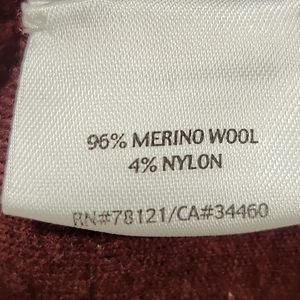 96% MERINO WOOL
4% NYLON
RN#78121/CA#34460